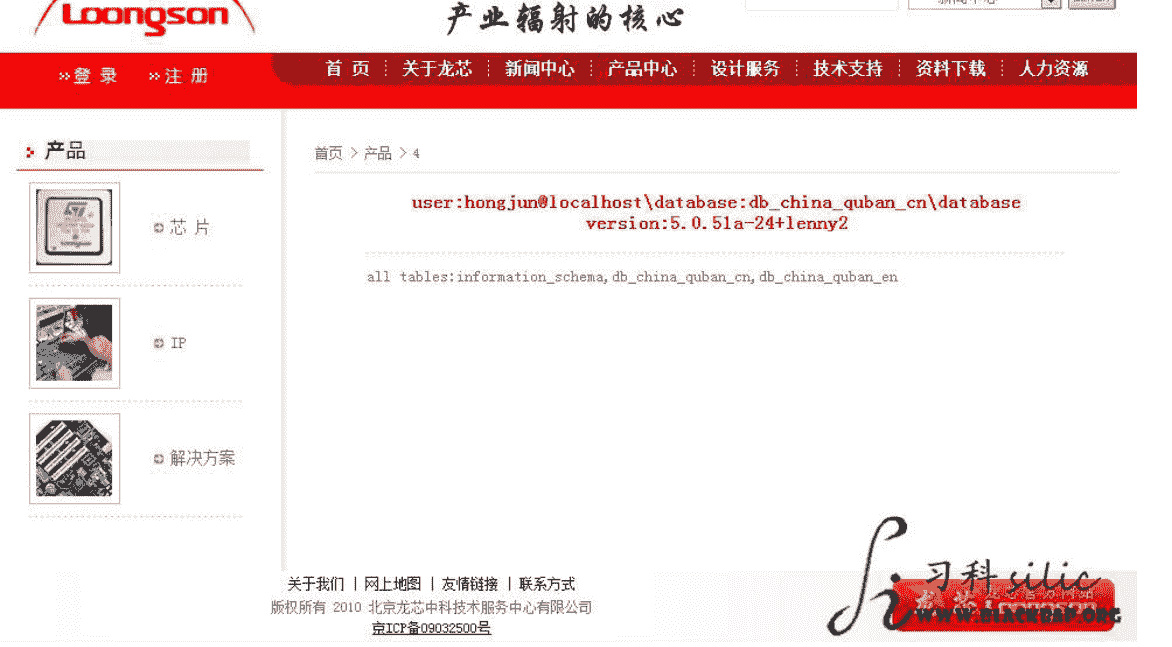 Loongson
产业辐射的核心
登 录 注 册
首 页 关于龙芯 新闻中心 产品中心 设计服务 技术支持 资料下载 人力资源
产品
首页 > 产品 > 4
user:hongjun@localhost\database:db_china_quban_cn\database
version:5.0.51a-24+lenny2
all tables:information_schema,db_china_quban_cn,db_china_quban_en
芯 片
IP
解决方案
关于我们 | 网上地图 | 友情链接 | 联系方式
版权所有 2010 北京龙芯中科技术服务中心有限公司
京ICP备09032500号
习科 silic
WWW.BLACKBAP.ORG